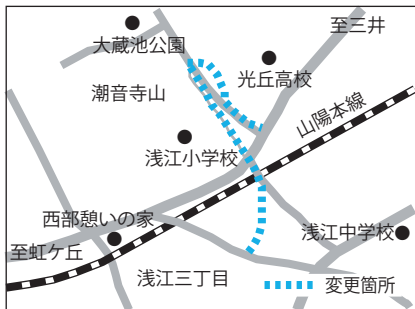 大蔵池公園
至三井
光丘高校
潮音寺山
山陽本線
浅江小学校
西部憩いの家
浅江中学校
至虹ケ丘
浅江三丁目
変更箇所